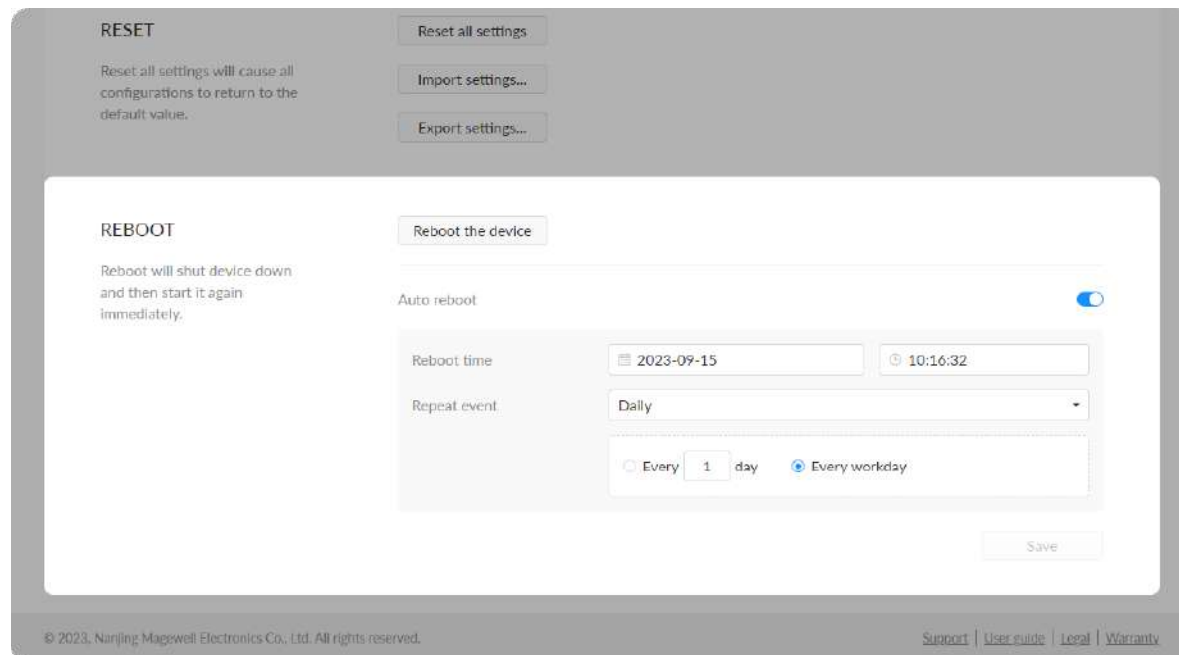 RESET
Reset all settings
Reset all settings will cause all
configurations to return to the
default value.
Import settings...
Export settings...
REBOOT
Reboot the device
Reboot will shut device down
and then start it again
immediately.
Auto reboot
Reboot time
2023-09-15
10:16:32
Repeat event
Daily
Every 1 day
Every workday
Save
© 2023, Nanjing Magewell Electronics Co., Ltd. All rights reserved.
Support | User guide | Legal | Warranty